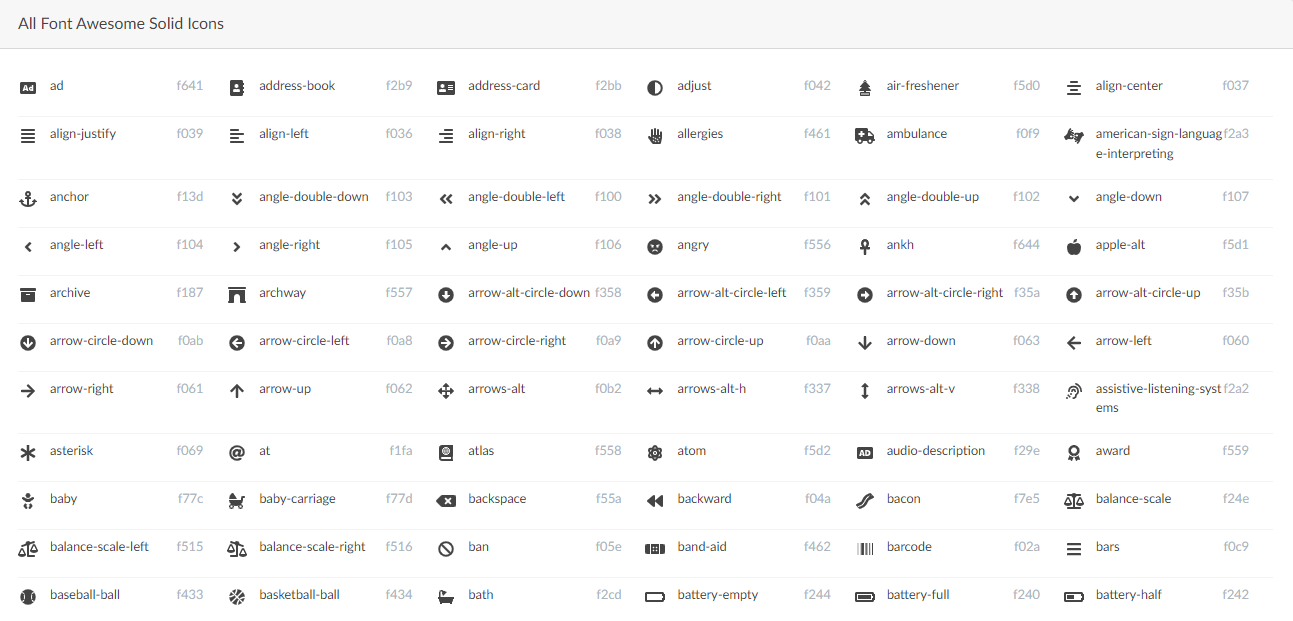 All Font Awesome Solid Icons
Ad ad f641 address-book f2b9 address-card f2bb adjust f042 air-freshener f5d0 align-center f037
align-justify f039 align-left f036 align-right f038 allergies f461 ambulance f0f9 american-sign-languag f2a3
e-interpreting
anchor f13d angle-double-down f103 angle-double-left f100 angle-double-right f101 angle-double-up f102 angle-down f107
angle-left f104 angle-right f105 angle-up f106 angry f556 ankh f644 apple-alt f5d1
archive f187 archway f557 arrow-alt-circle-down f358 arrow-alt-circle-left f359 arrow-alt-circle-right f35a arrow-alt-circle-up f35b
arrow-circle-down f0ab arrow-circle-left f0a8 arrow-circle-right f0a9 arrow-circle-up f0aa arrow-down f063 arrow-left f060
arrow-right f061 arrow-up f062 arrows-alt f0b2 arrows-alt-h f337 arrows-alt-v f338 assistive-listening-syst f2a2
ems
asterisk f069 @ at f1fa atlas f558 atom f5d2 AD audio-description f29e award f559
baby f77c baby-carriage f77d backspace f55a backward f04a bacon f7e5 balance-scale f24e
balance-scale-left f515 balance-scale-right f516 ban f05e band-aid f462 barcode f02a bars f0c9
baseball-ball f433 basketball-ball f434 bath f2cd battery-empty f244 battery-full f240 battery-half f242